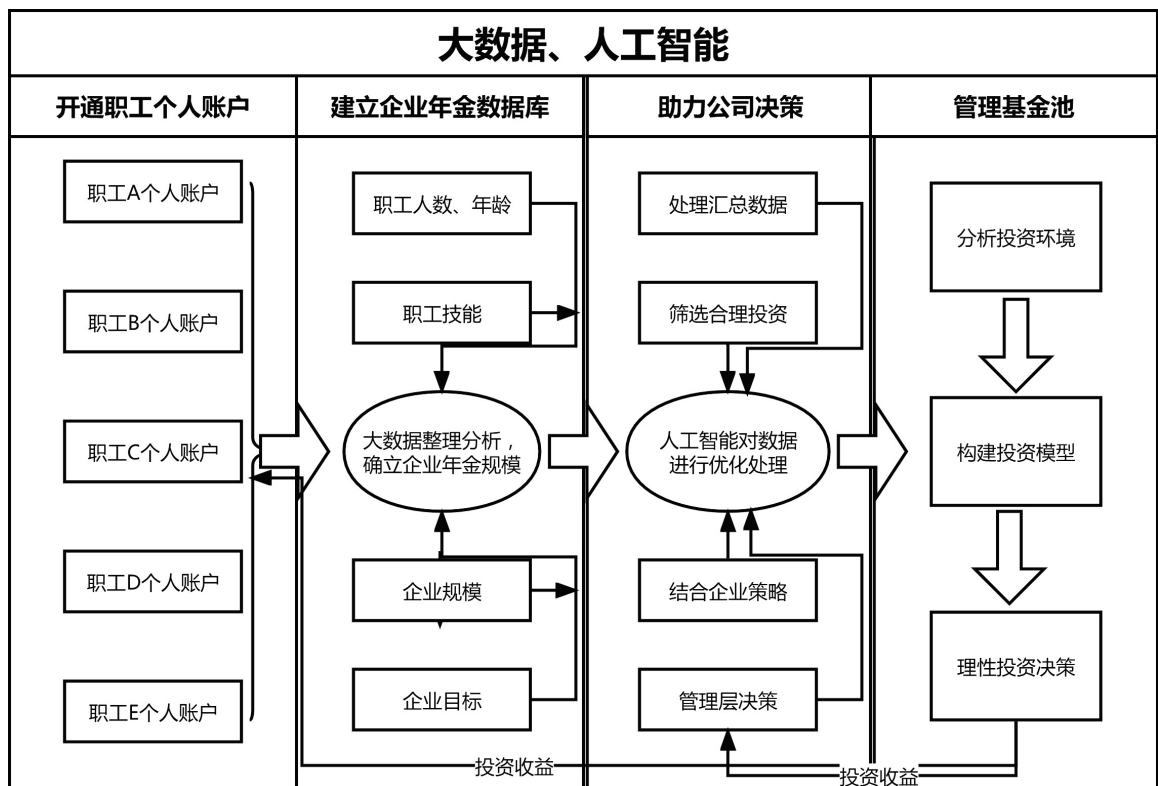 大数据、人工智能
开通职工个人账户
建立企业年金数据库
助力公司决策
管理基金池
职工A个人账户
职工B个人账户
职工C个人账户
职工D个人账户
职工E个人账户
职工人数、年龄
职工技能
大数据整理分析，
确立企业年金规模
企业规模
企业目标
处理汇总数据
筛选合理投资
人工智能对数据
进行优化处理
结合企业策略
管理层决策
分析投资环境
构建投资模型
理性投资决策
投资收益
投资收益